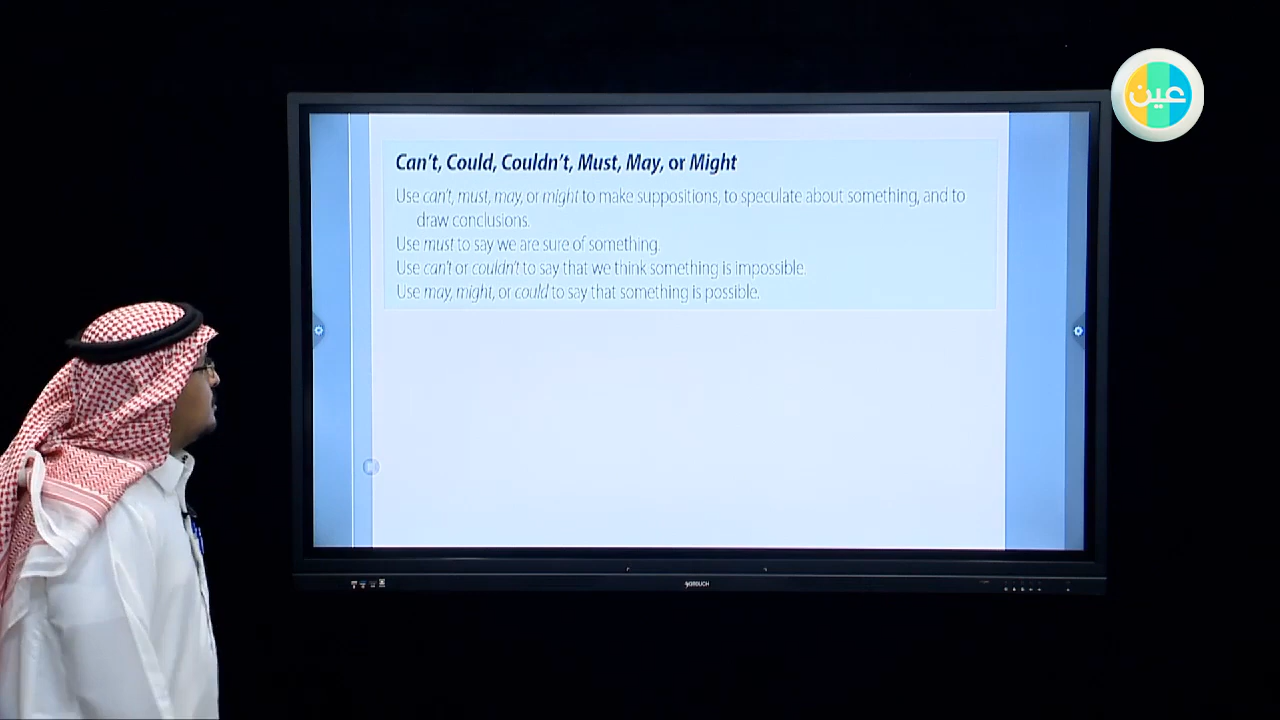 عين
Can't, Could, Couldn't, Must, May, or Might
Use can't, must, may, or might to make suppositions, to speculate about something, and to
draw conclusions.
Use must to say we are sure of something.
Use can't or couldn't to say that we think something is impossible.
Use may, might, or could to say that something is possible.